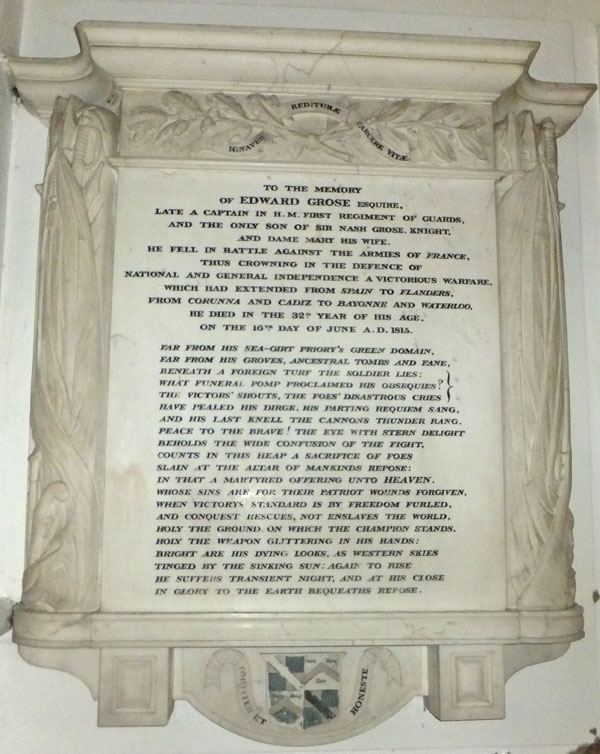 IGNAVUM REDITURÆ PARCERE VITÆ.
TO THE MEMORY
OF EDWARD GROSE ESQUIRE,
LATE A CAPTAIN IN H.M. FIRST REGIMENT OF GUARDS,
AND THE ONLY SON OF SIR NASH GROSE, KNIGHT,
AND DAME MARY HIS WIFE.
HE FELL IN BATTLE AGAINST THE ARMIES OF FRANCE,
THUS CROWNING IN THE DEFENCE OF
NATIONAL AND GENERAL INDEPENDENCE A VICTORIOUS WARFARE,
WHICH HAD EXTENDED FROM SPAIN TO FLANDERS,
FROM CORUNNA AND CADIZ TO BAYONNE AND WATERLOO,
HE DIED IN THE 32D YEAR OF HIS AGE,
ON THE 16TH DAY OF JUNE A.D. 1815.
FAR FROM HIS SEA-GIRT PRIORY'S GREEN DOMAIN,
FAR FROM HIS GROVES, ANCESTRAL TOMBS AND FANE,
BENEATH A FOREIGN TURF THE SOLDIER LIES:
WHAT FUNERAL POMP PROCLAIMED HIS OBSEQUIES?
THE VICTORS' SHOUTS, THE FOES' DISASTROUS CRIES
HAVE PEALED HIS DIRGE, HIS PARTING REQUIEM SANG,
AND HIS LAST KNELL THE CANNONS THUNDER RANG.
PEACE TO THE BRAVE! THE EYE WITH STERN DELIGHT
BEHOLDS THE WIDE CONFUSION OF THE FIGHT,
COUNTS IN THIS HEAP A SACRIFICE OF FOES
SLAIN AT THE ALTAR OF MANKINDS REPOSE:
IN THAT A MARTYRED OFFERING UNTO HEAVEN,
WHOSE SINS ARE FOR THEIR PATRIOT WOUNDS FORGIVEN,
WHEN VICTORYS STANDARD IS BY FREEDOM FURLED,
AND CONQUEST RESCUES, NOT ENSLAVES THE WORLD,
HOLY THE GROUND, ON WHICH THE CHAMPION STANDS.
HOLY THE WEAPON GLITTERING IN HIS HANDS:
BRIGHT ARE HIS DYING LOOKS, AS WESTERN SKIES
TINGED BY THE SINKING SUN: AGAIN TO RISE
HE SUFFERS TRANSIENT NIGHT, AND AT HIS CLOSE
IN GLORY TO THE EARTH BEQUEATHS REPOSE.
FORTITER ET HONESTE.